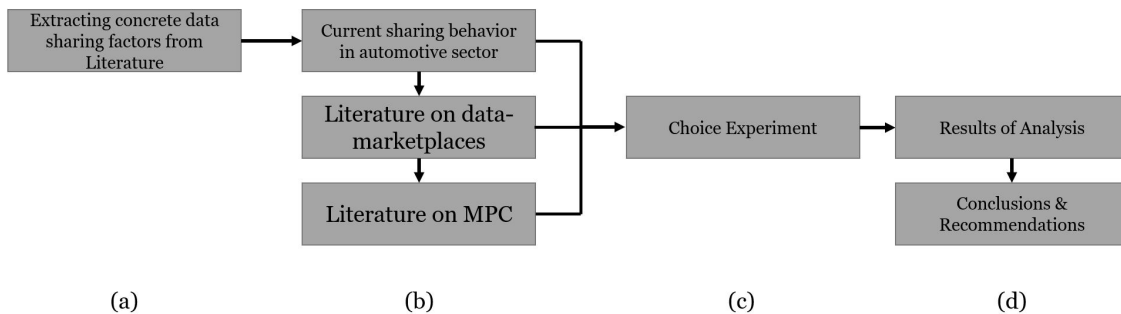 Extracting concrete data
sharing factors from
Literature
Current sharing behavior
in automotive sector
Literature on data-
marketplaces
Literature on MPC
Choice Experiment
Results of Analysis
Conclusions &
Recommendations
(a)
(b)
(c)
(d)